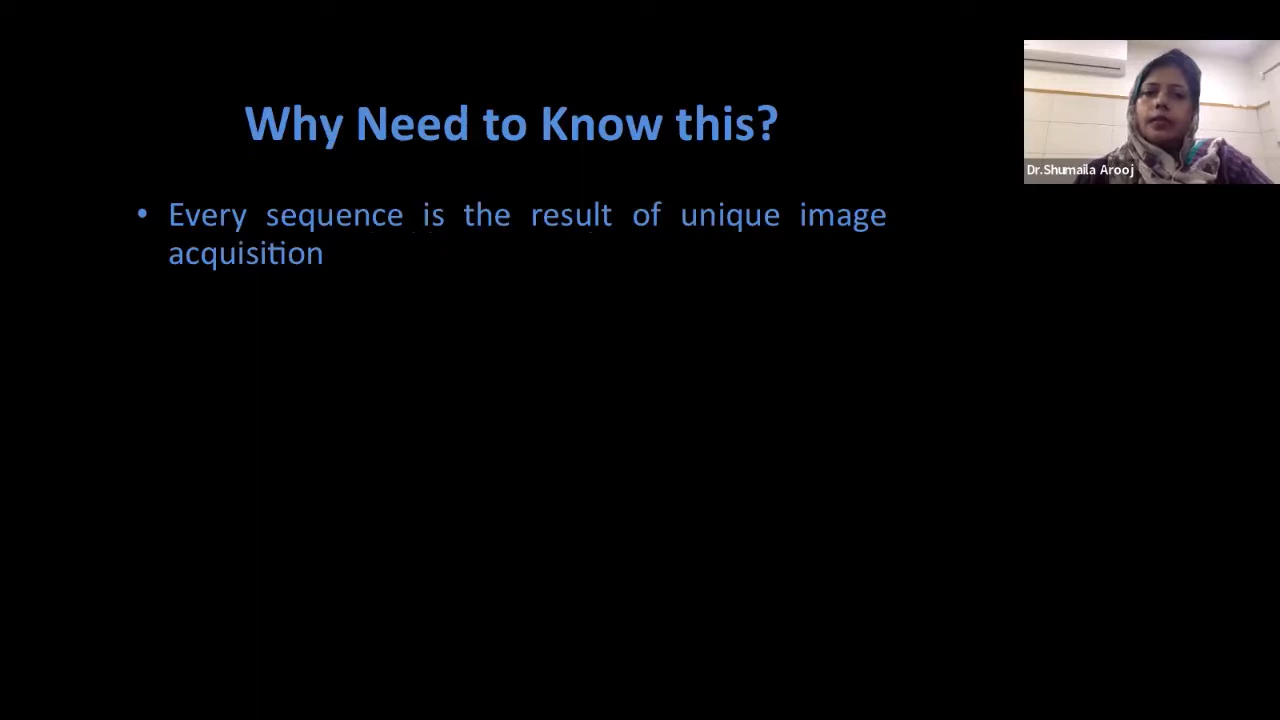 Why Need to Know this?
Dr.Shumaila Arooj
• Every sequence is the result of unique image
acquisition